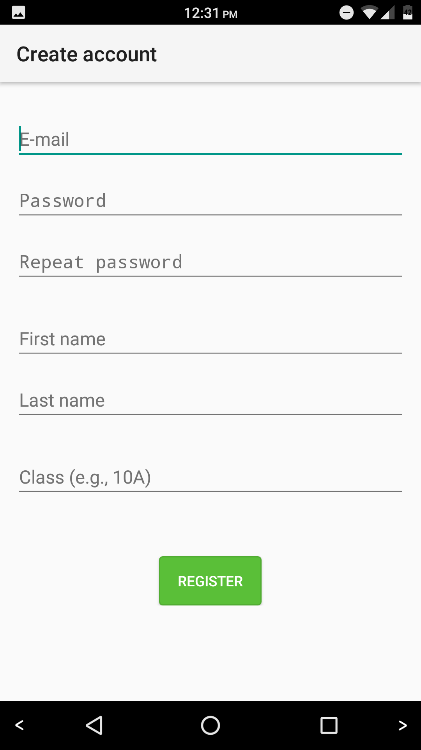 12:31 PM
Create account
E-mail
Password
Repeat password
First name
Last name
Class (e.g., 10A)
REGISTER